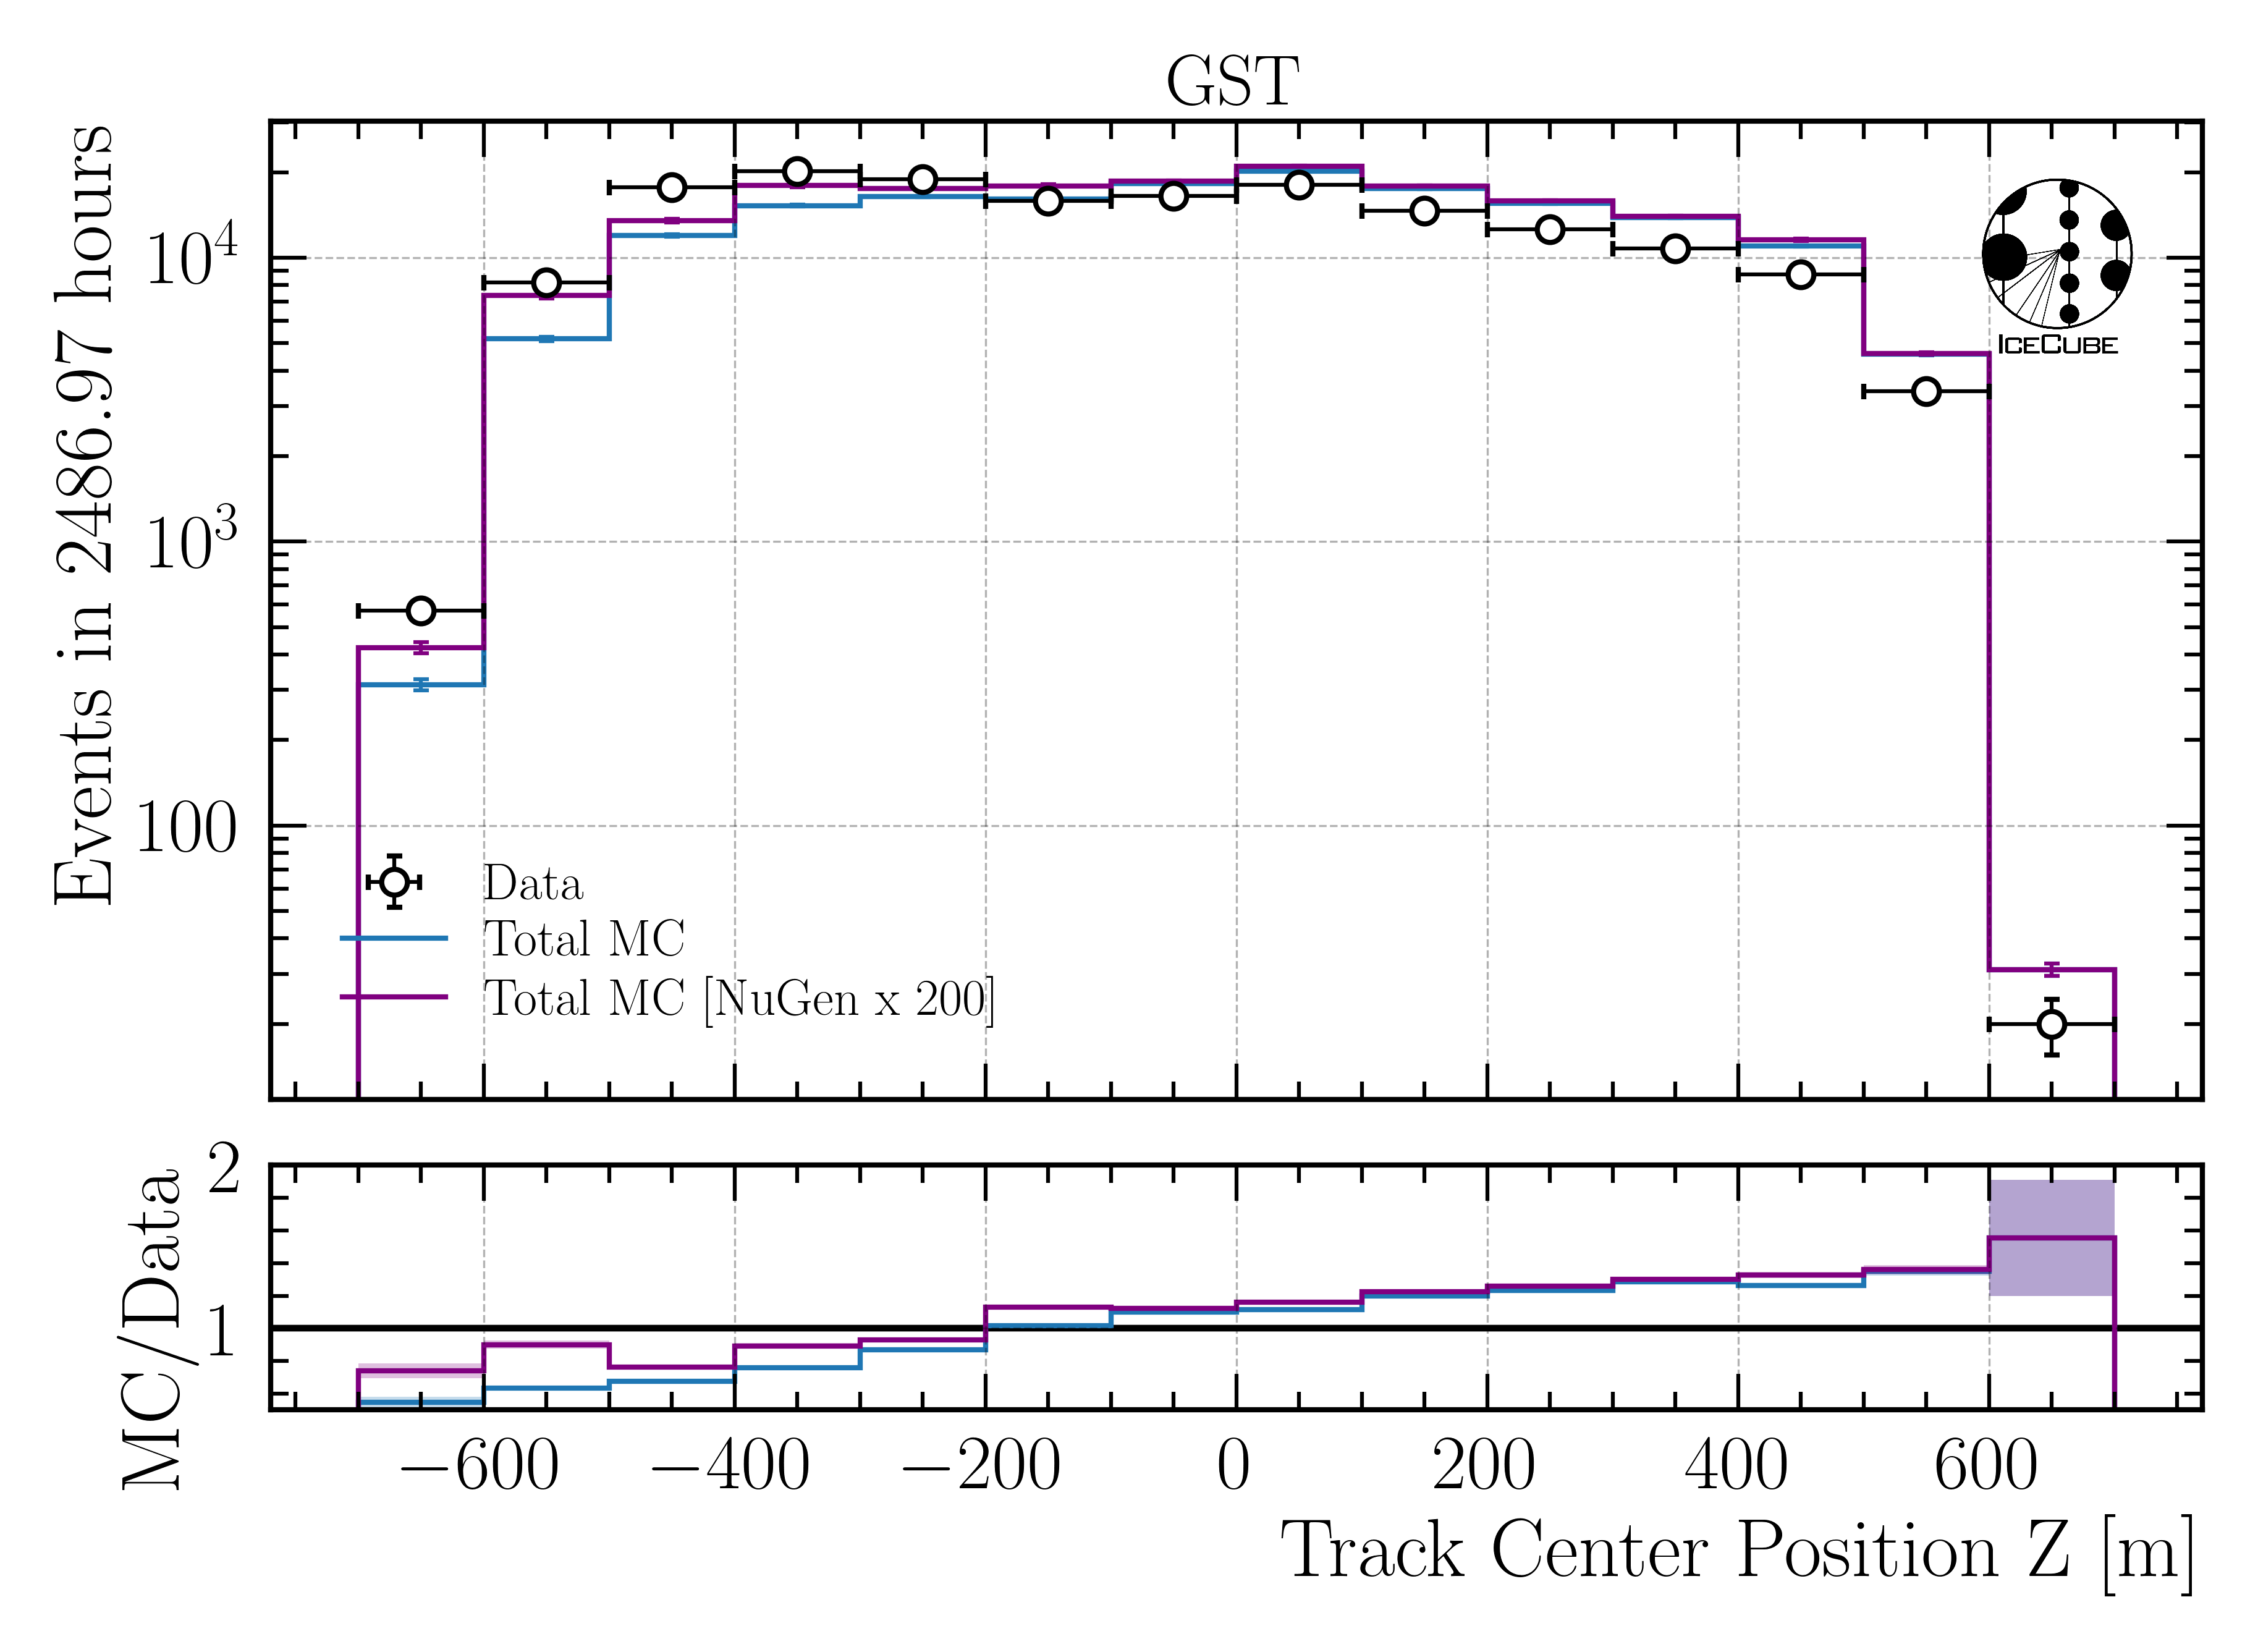 GST
Events in 2486.97 hours
10^4
10^3
100
Data
Total MC
Total MC [NuGen x 200]
ICECUBE
MC/Data
2
1
−600 −400 −200 0 200 400 600
Track Center Position Z [m]